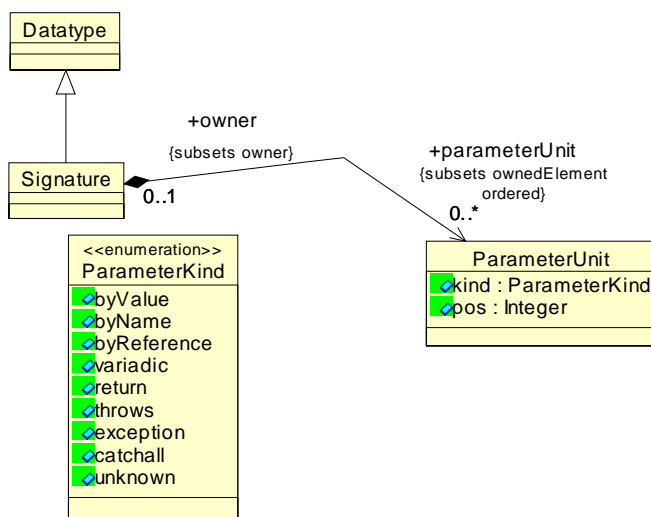 Datatype
+owner
{subsets owner}
+parameterUnit
{subsets ownedElement
ordered}
Signature
0..1
0..*
<<enumeration>>
ParameterKind
byValue
byName
byReference
variadic
return
throws
exception
catchall
unknown
ParameterUnit
kind : ParameterKind
pos : Integer